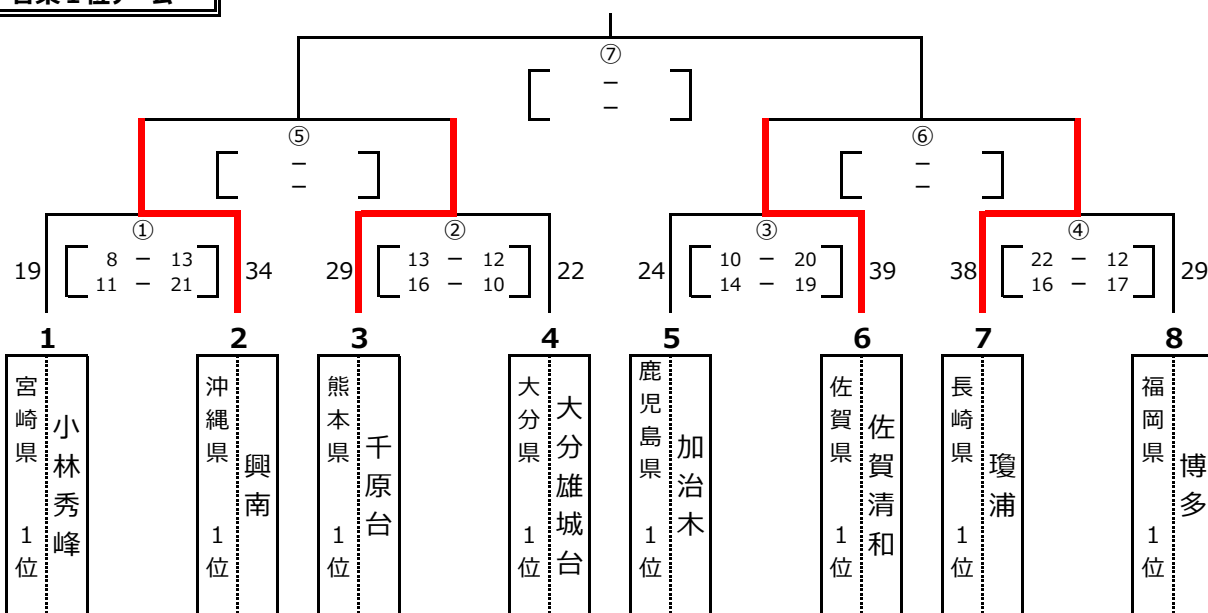 ⑦
－
－
⑤
－
－
⑥
－
－
①
19 8 － 13 34
11 － 21
②
29 13 － 12 22
16 － 10
③
24 10 － 20 39
14 － 19
④
38 22 － 12 29
16 － 17
1 2 3 4 5 6 7 8
宮崎県 1位
小林秀峰
沖縄県 1位
興南
熊本県 1位
千原台
大分県 1位
大分雄城台
鹿児島県 1位
加治木
佐賀県 1位
佐賀清和
長崎県 1位
瓊浦
福岡県 1位
博多